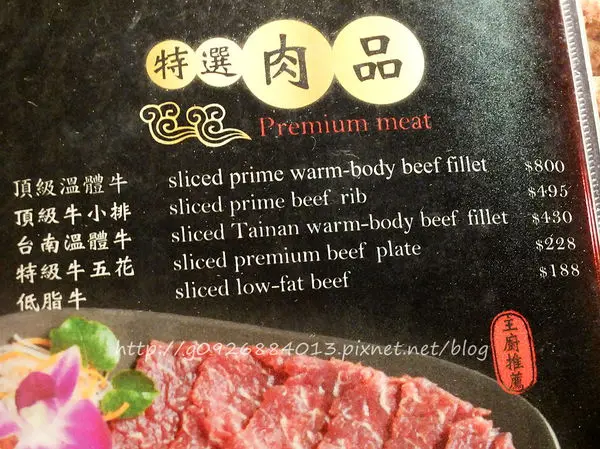 特選肉品
Premium meat
頂級溫體牛 sliced prime warm-body beef fillet $800
頂級牛小排 sliced prime beef rib $495
台南溫體牛 sliced Tainan warm-body beef fillet $430
特級牛五花 sliced premium beef plate $228
低脂牛 sliced low-fat beef $188
主廚推薦
http://g0926884013.pixnet.net/blog